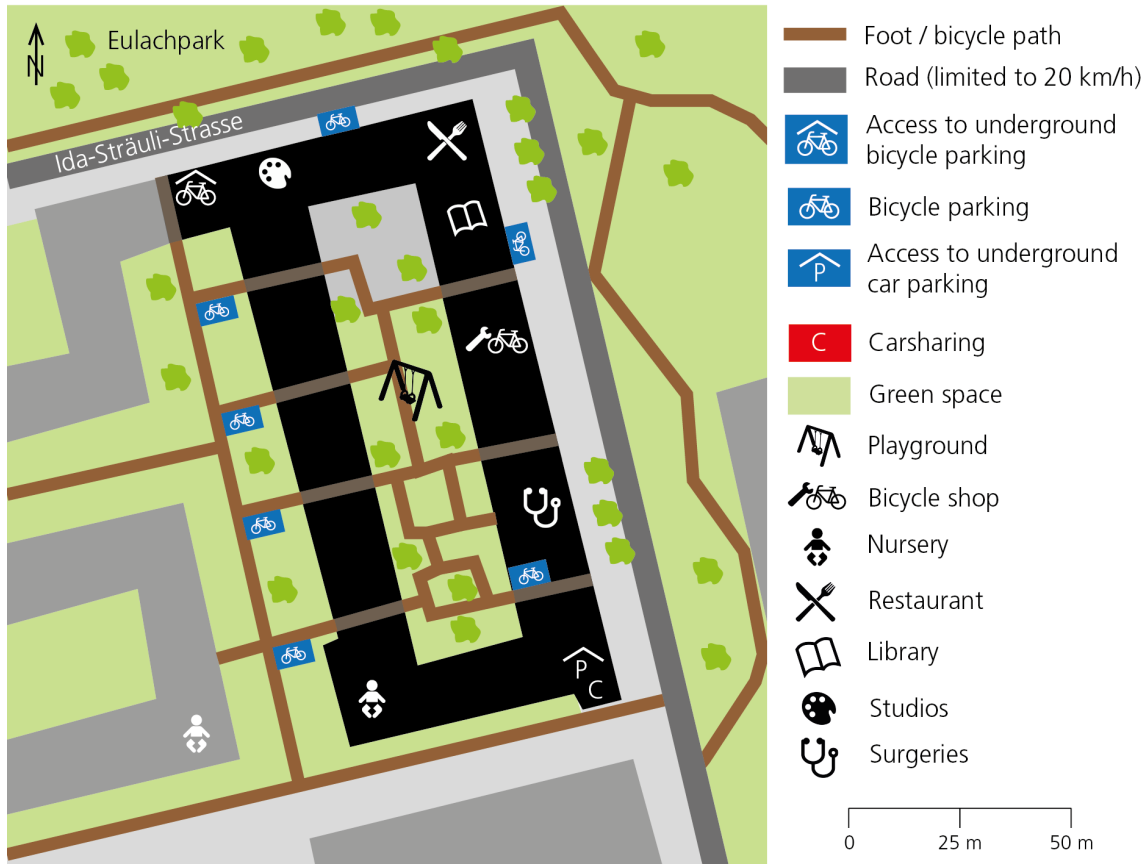 N
Eulachpark
Ida-Sträuli-Strasse
P
C
Foot / bicycle path
Road (limited to 20 km/h)
Access to underground
bicycle parking
Bicycle parking
P
Access to underground
car parking
C
Carsharing
Green space
Playground
Bicycle shop
Nursery
Restaurant
Library
Studios
Surgeries
0 25 m 50 m